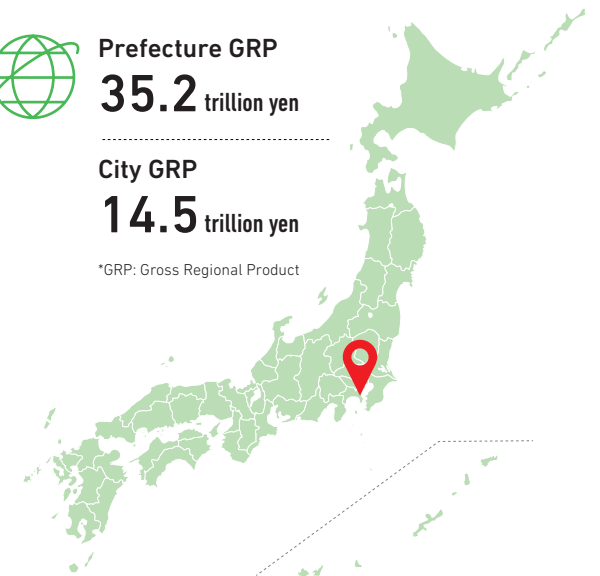 Prefecture GRP
35.2 trillion yen
City GRP
14.5 trillion yen
*GRP: Gross Regional Product